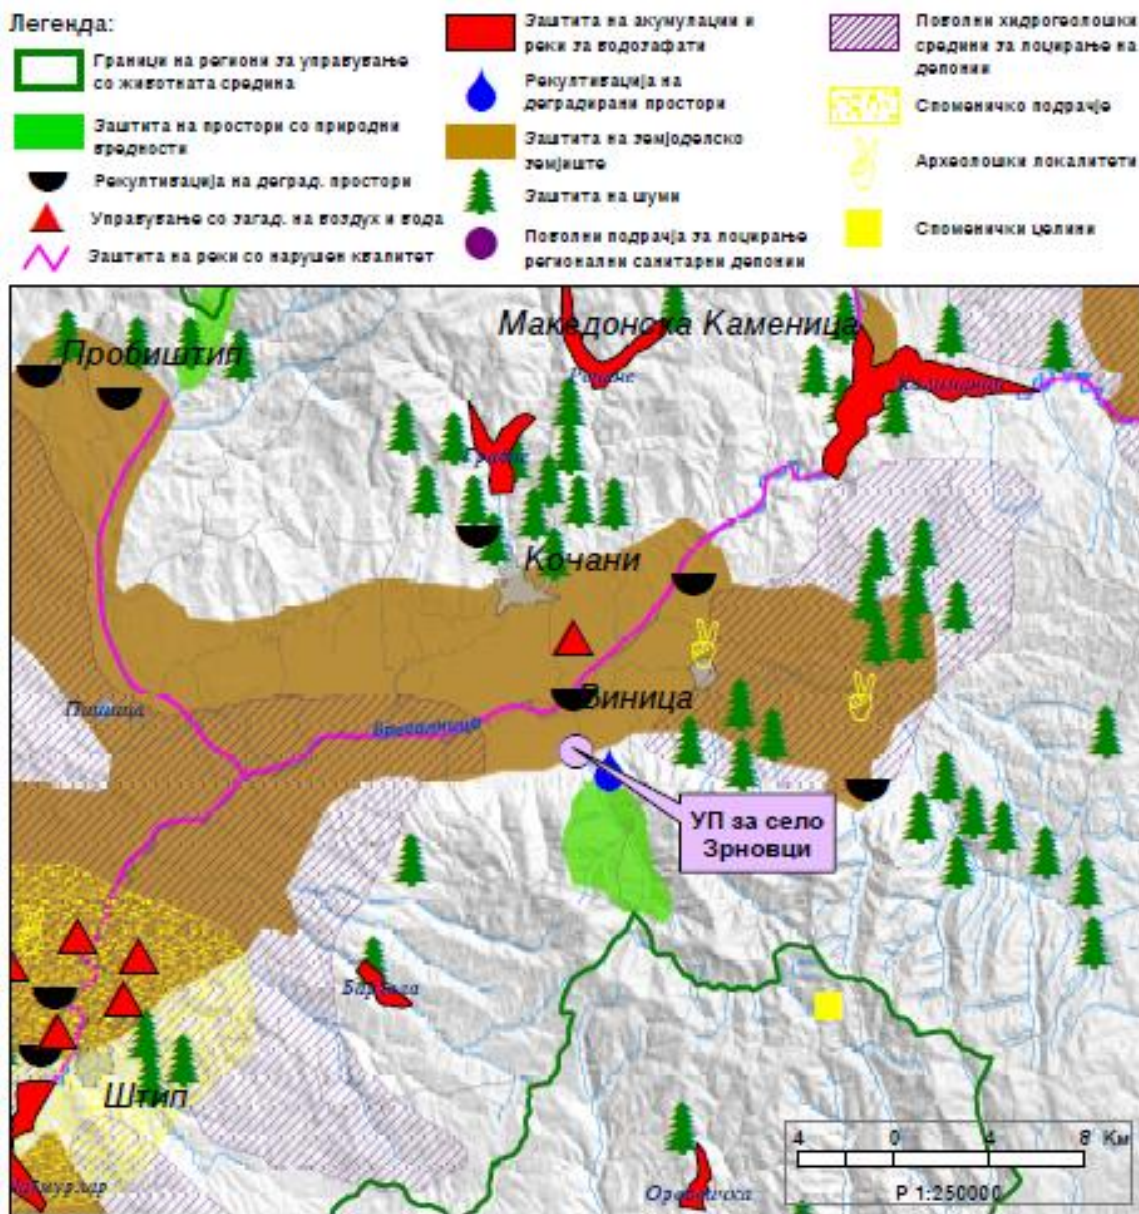 Легенда:
Граници на региони за управување
со животната средина
Заштита на простори со природни
вредности
Рекултивација на деград. простори
Управување со загад. на воздух и вода
Заштита на реки со нарушен квалитет
Заштита на акумулации и
реки за водозафати
Рекултивација на
деградирани простори
Заштита на земјоделско
земјиште
Заштита на шуми
Поволни подрачја за лоцирање
регионални санитарни депонии
Поволни хидрогеолошки
средини за лоцирање на
депонии
Споменичко подрачје
Археолошки локалитети
Споменички целини
Македонска Каменица
Пробиштип
Калиманци
Кочани
Виница
Брегалница
УП за село
Зрновци
Штип
4 0 4 8 Км
Р 1:250000